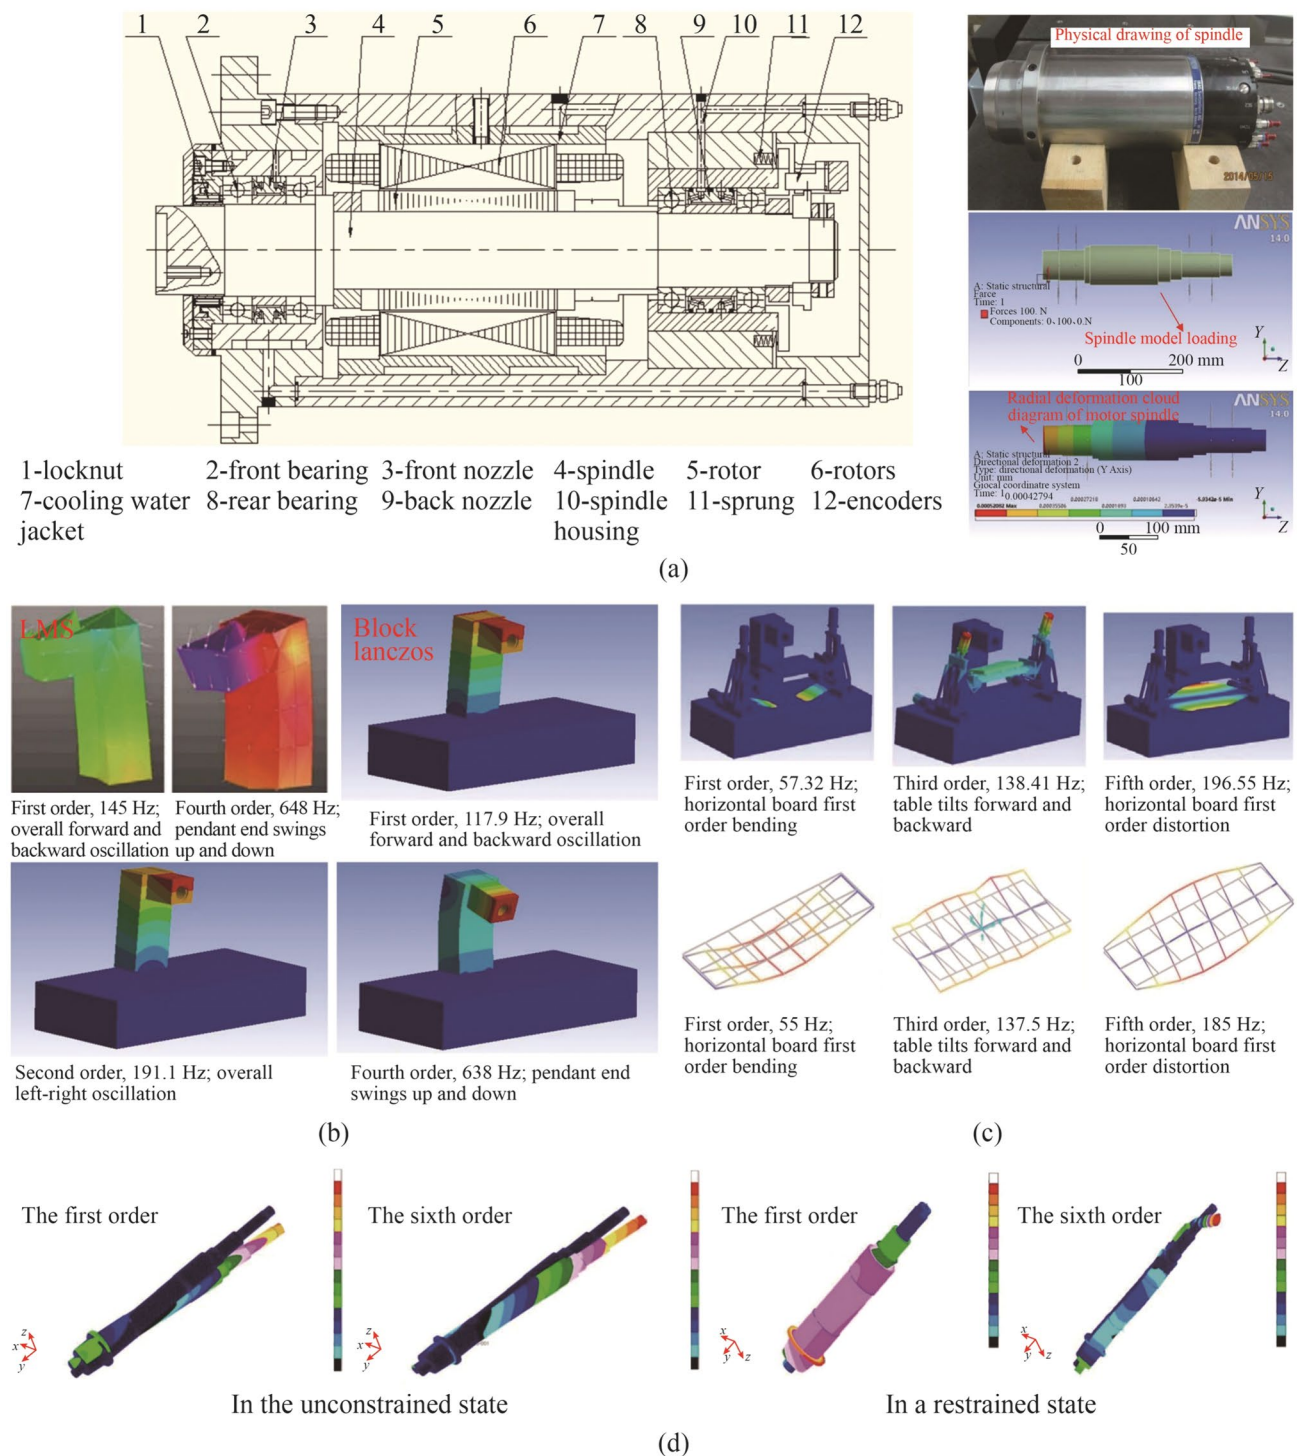 1 2 3 4 5 6 7 8 9 10 11 12
1-locknut 2-front bearing 3-front nozzle 4-spindle 5-rotor 6-rotors
7-cooling water 8-rear bearing 9-back nozzle 10-spindle 11-sprung 12-encoders
jacket housing
Physical drawing of spindle
ANSYS
14.0
A: Static structural
Farce
Time: 1
Forces 100. N
Components: 0-100-0.N
Spindle model loading
0 200 mm
100
Y
Z
Radial deformation cloud
diagram of motor spindle
ANSYS
14.0
A: Static structural
Directional deformation 2
Type: directional deformation (Y Axis)
Unit: mm
Giocal coordinatre system
Time: 1
0.00042794
0 100 mm
50
Y
Z
(a)
LMS
First order, 145 Hz;
overall forward and
backward oscillation
Fourth order, 648 Hz;
pendant end swings
up and down
Block
lanczos
First order, 117.9 Hz; overall
forward and backward oscillation
Second order, 191.1 Hz; overall
left-right oscillation
Fourth order, 638 Hz; pendant end
swings up and down
(b)
First order, 57.32 Hz;
horizontal board first
order bending
Third order, 138.41 Hz;
table tilts forward and
backward
Fifth order, 196.55 Hz;
horizontal board first
order distortion
First order, 55 Hz;
horizontal board first
order bending
Third order, 137.5 Hz;
table tilts forward and
backward
Fifth order, 185 Hz;
horizontal board first
order distortion
(c)
The first order
z
x
y
The sixth order
z
x
y
The first order
x
y
z
The sixth order
x
y
z
In the unconstrained state
In a restrained state
(d)